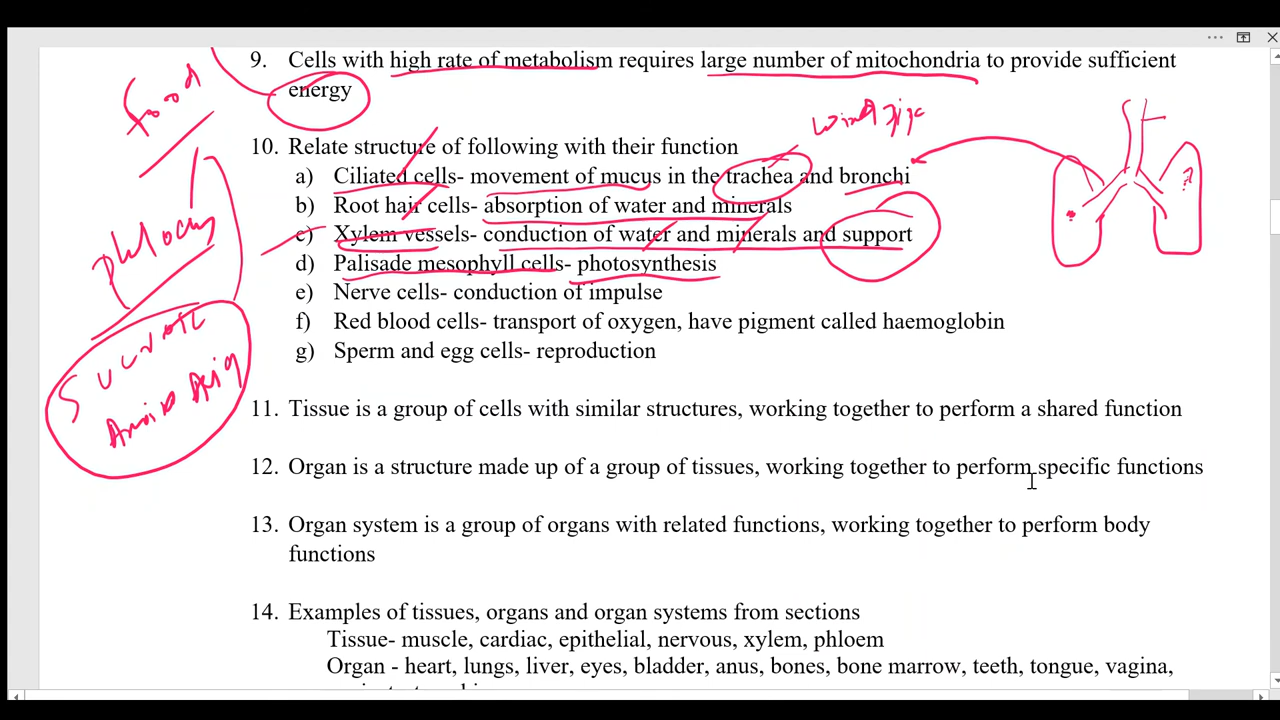 9. Cells with high rate of metabolism requires large number of mitochondria to provide sufficient
energy
food
wind pipe
10. Relate structure of following with their function
a) Ciliated cells- movement of mucus in the trachea and bronchi
b) Root hair cells- absorption of water and minerals
c) Xylem vessels- conduction of water and minerals and support
d) Palisade mesophyll cells- photosynthesis
e) Nerve cells- conduction of impulse
f) Red blood cells- transport of oxygen, have pigment called haemoglobin
g) Sperm and egg cells- reproduction
Amino
11. Tissue is a group of cells with similar structures, working together to perform a shared function
12. Organ is a structure made up of a group of tissues, working together to perform specific functions
13. Organ system is a group of organs with related functions, working together to perform body
functions
14. Examples of tissues, organs and organ systems from sections
Tissue- muscle, cardiac, epithelial, nervous, xylem, phloem
Organ - heart, lungs, liver, eyes, bladder, anus, bones, bone marrow, teeth, tongue, vagina,